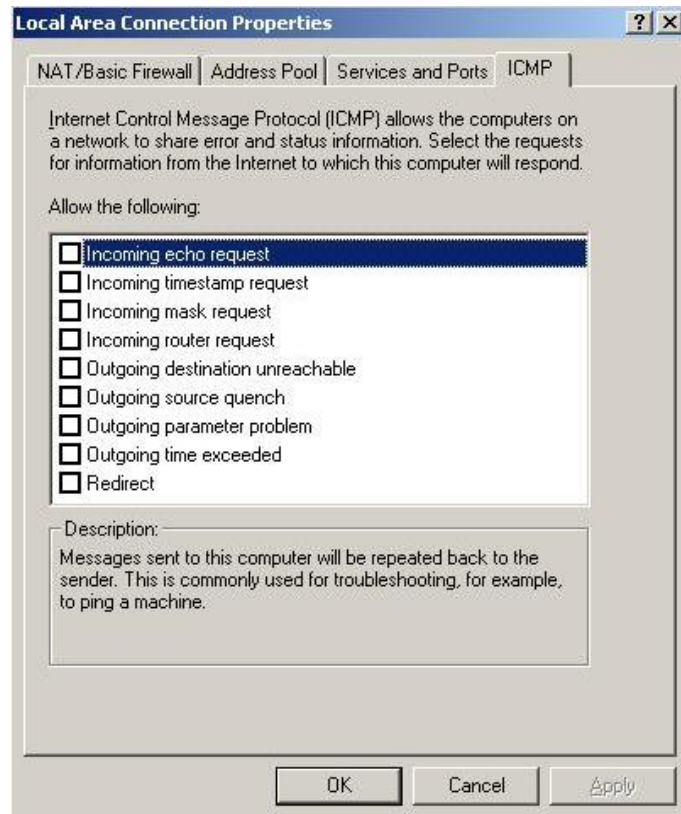 Local Area Connection Properties
NAT/Basic Firewall Address Pool Services and Ports ICMP
Internet Control Message Protocol (ICMP) allows the computers on
a network to share error and status information. Select the requests
for information from the Internet to which this computer will respond.
Allow the following:
Incoming echo request
Incoming timestamp request
Incoming mask request
Incoming router request
Outgoing destination unreachable
Outgoing source quench
Outgoing parameter problem
Outgoing time exceeded
Redirect
Description:
Messages sent to this computer will be repeated back to the
sender. This is commonly used for troubleshooting, for example,
to ping a machine.
OK Cancel Apply